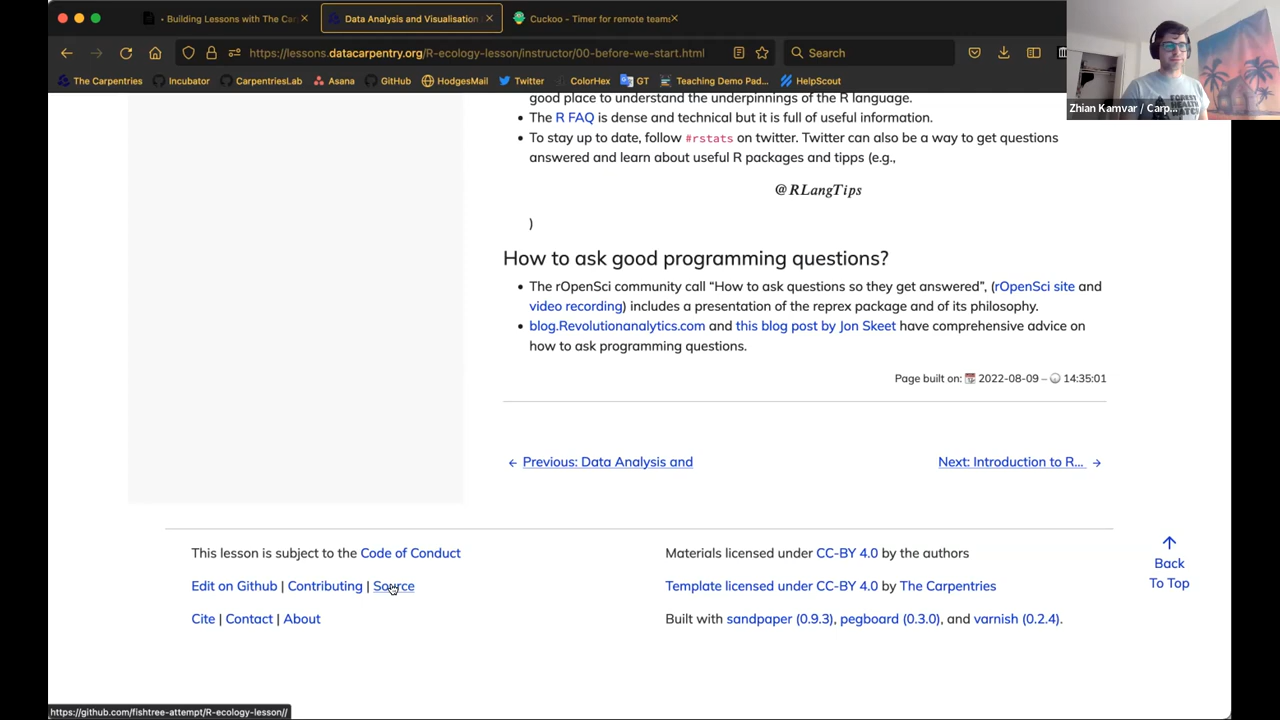 · Building Lessons with The Carp
Data Analysis and Visualisation
Cuckoo - Timer for remote teams
https://lessons.datacarpentry.org/R-ecology-lesson/instructor/00-before-we-start.html
Search
The Carpentries
Incubator
CarpentriesLab
Asana
GitHub
HodgesMail
Twitter
ColorHex
GT
Teaching Demo Pad...
HelpScout
Zhian Kamvar / Carp...
good place to understand the underpinnings of the R language.
• The R FAQ is dense and technical but it is full of useful information.
• To stay up to date, follow #rstats on twitter. Twitter can also be a way to get questions
answered and learn about useful R packages and tipps (e.g.,
@RLangTips
)
How to ask good programming questions?
• The rOpenSci community call “How to ask questions so they get answered”, (rOpenSci site and
video recording) includes a presentation of the reprex package and of its philosophy.
• blog.Revolutionanalytics.com and this blog post by Jon Skeet have comprehensive advice on
how to ask programming questions.
Page built on: 📆 2022-08-09 – 🕢 14:35:01
← Previous: Data Analysis and
Next: Introduction to R... →
This lesson is subject to the Code of Conduct
Edit on Github | Contributing | Source
Cite | Contact | About
Materials licensed under CC-BY 4.0 by the authors
Template licensed under CC-BY 4.0 by The Carpentries
Built with sandpaper (0.9.3), pegboard (0.3.0), and varnish (0.2.4).
↑
Back
To Top
https://github.com/fishtree-attempt/R-ecology-lesson//